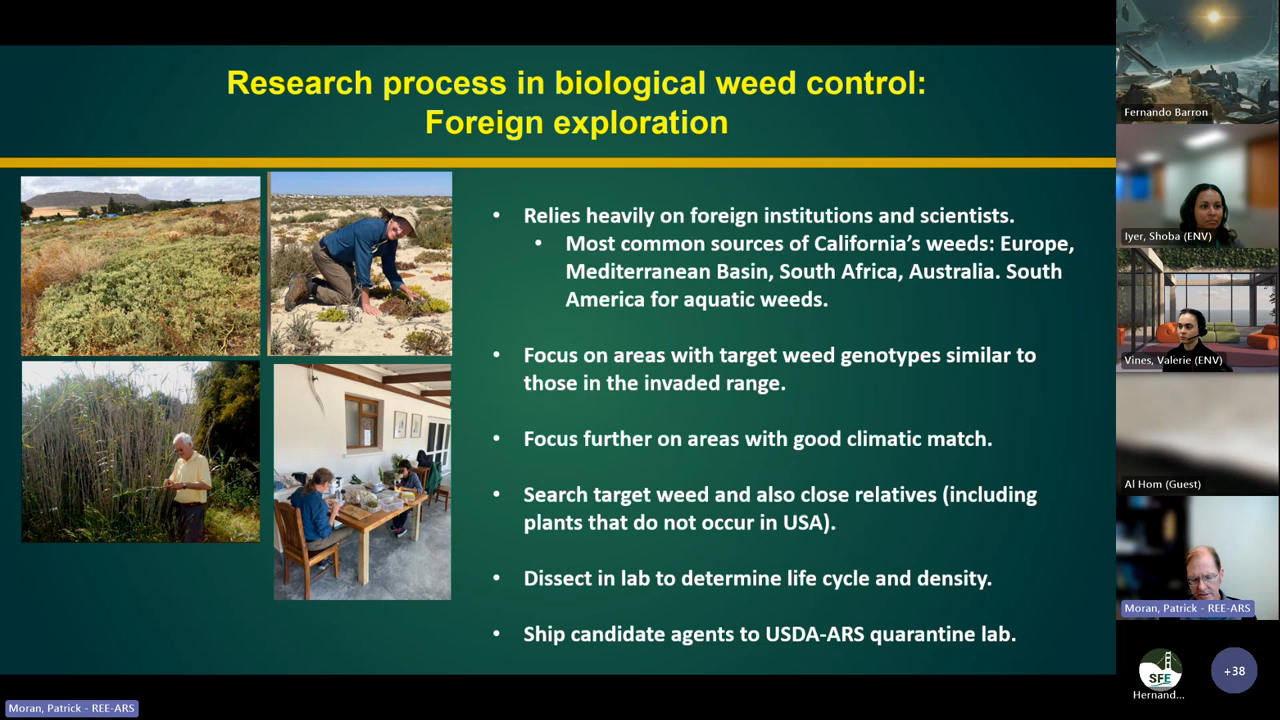 Research process in biological weed control:
Foreign exploration
• Relies heavily on foreign institutions and scientists.
• Most common sources of California's weeds: Europe,
Mediterranean Basin, South Africa, Australia. South
America for aquatic weeds.
• Focus on areas with target weed genotypes similar to
those in the invaded range.
• Focus further on areas with good climatic match.
• Search target weed and also close relatives (including
plants that do not occur in USA).
• Dissect in lab to determine life cycle and density.
• Ship candidate agents to USDA-ARS quarantine lab.
Fernando Barron
Iyer, Shoba (ENV)
Vines, Valerie (ENV)
Al Hom (Guest)
Moran, Patrick - REE-ARS
SFE
Hernand...
+38
Moran, Patrick - REE-ARS